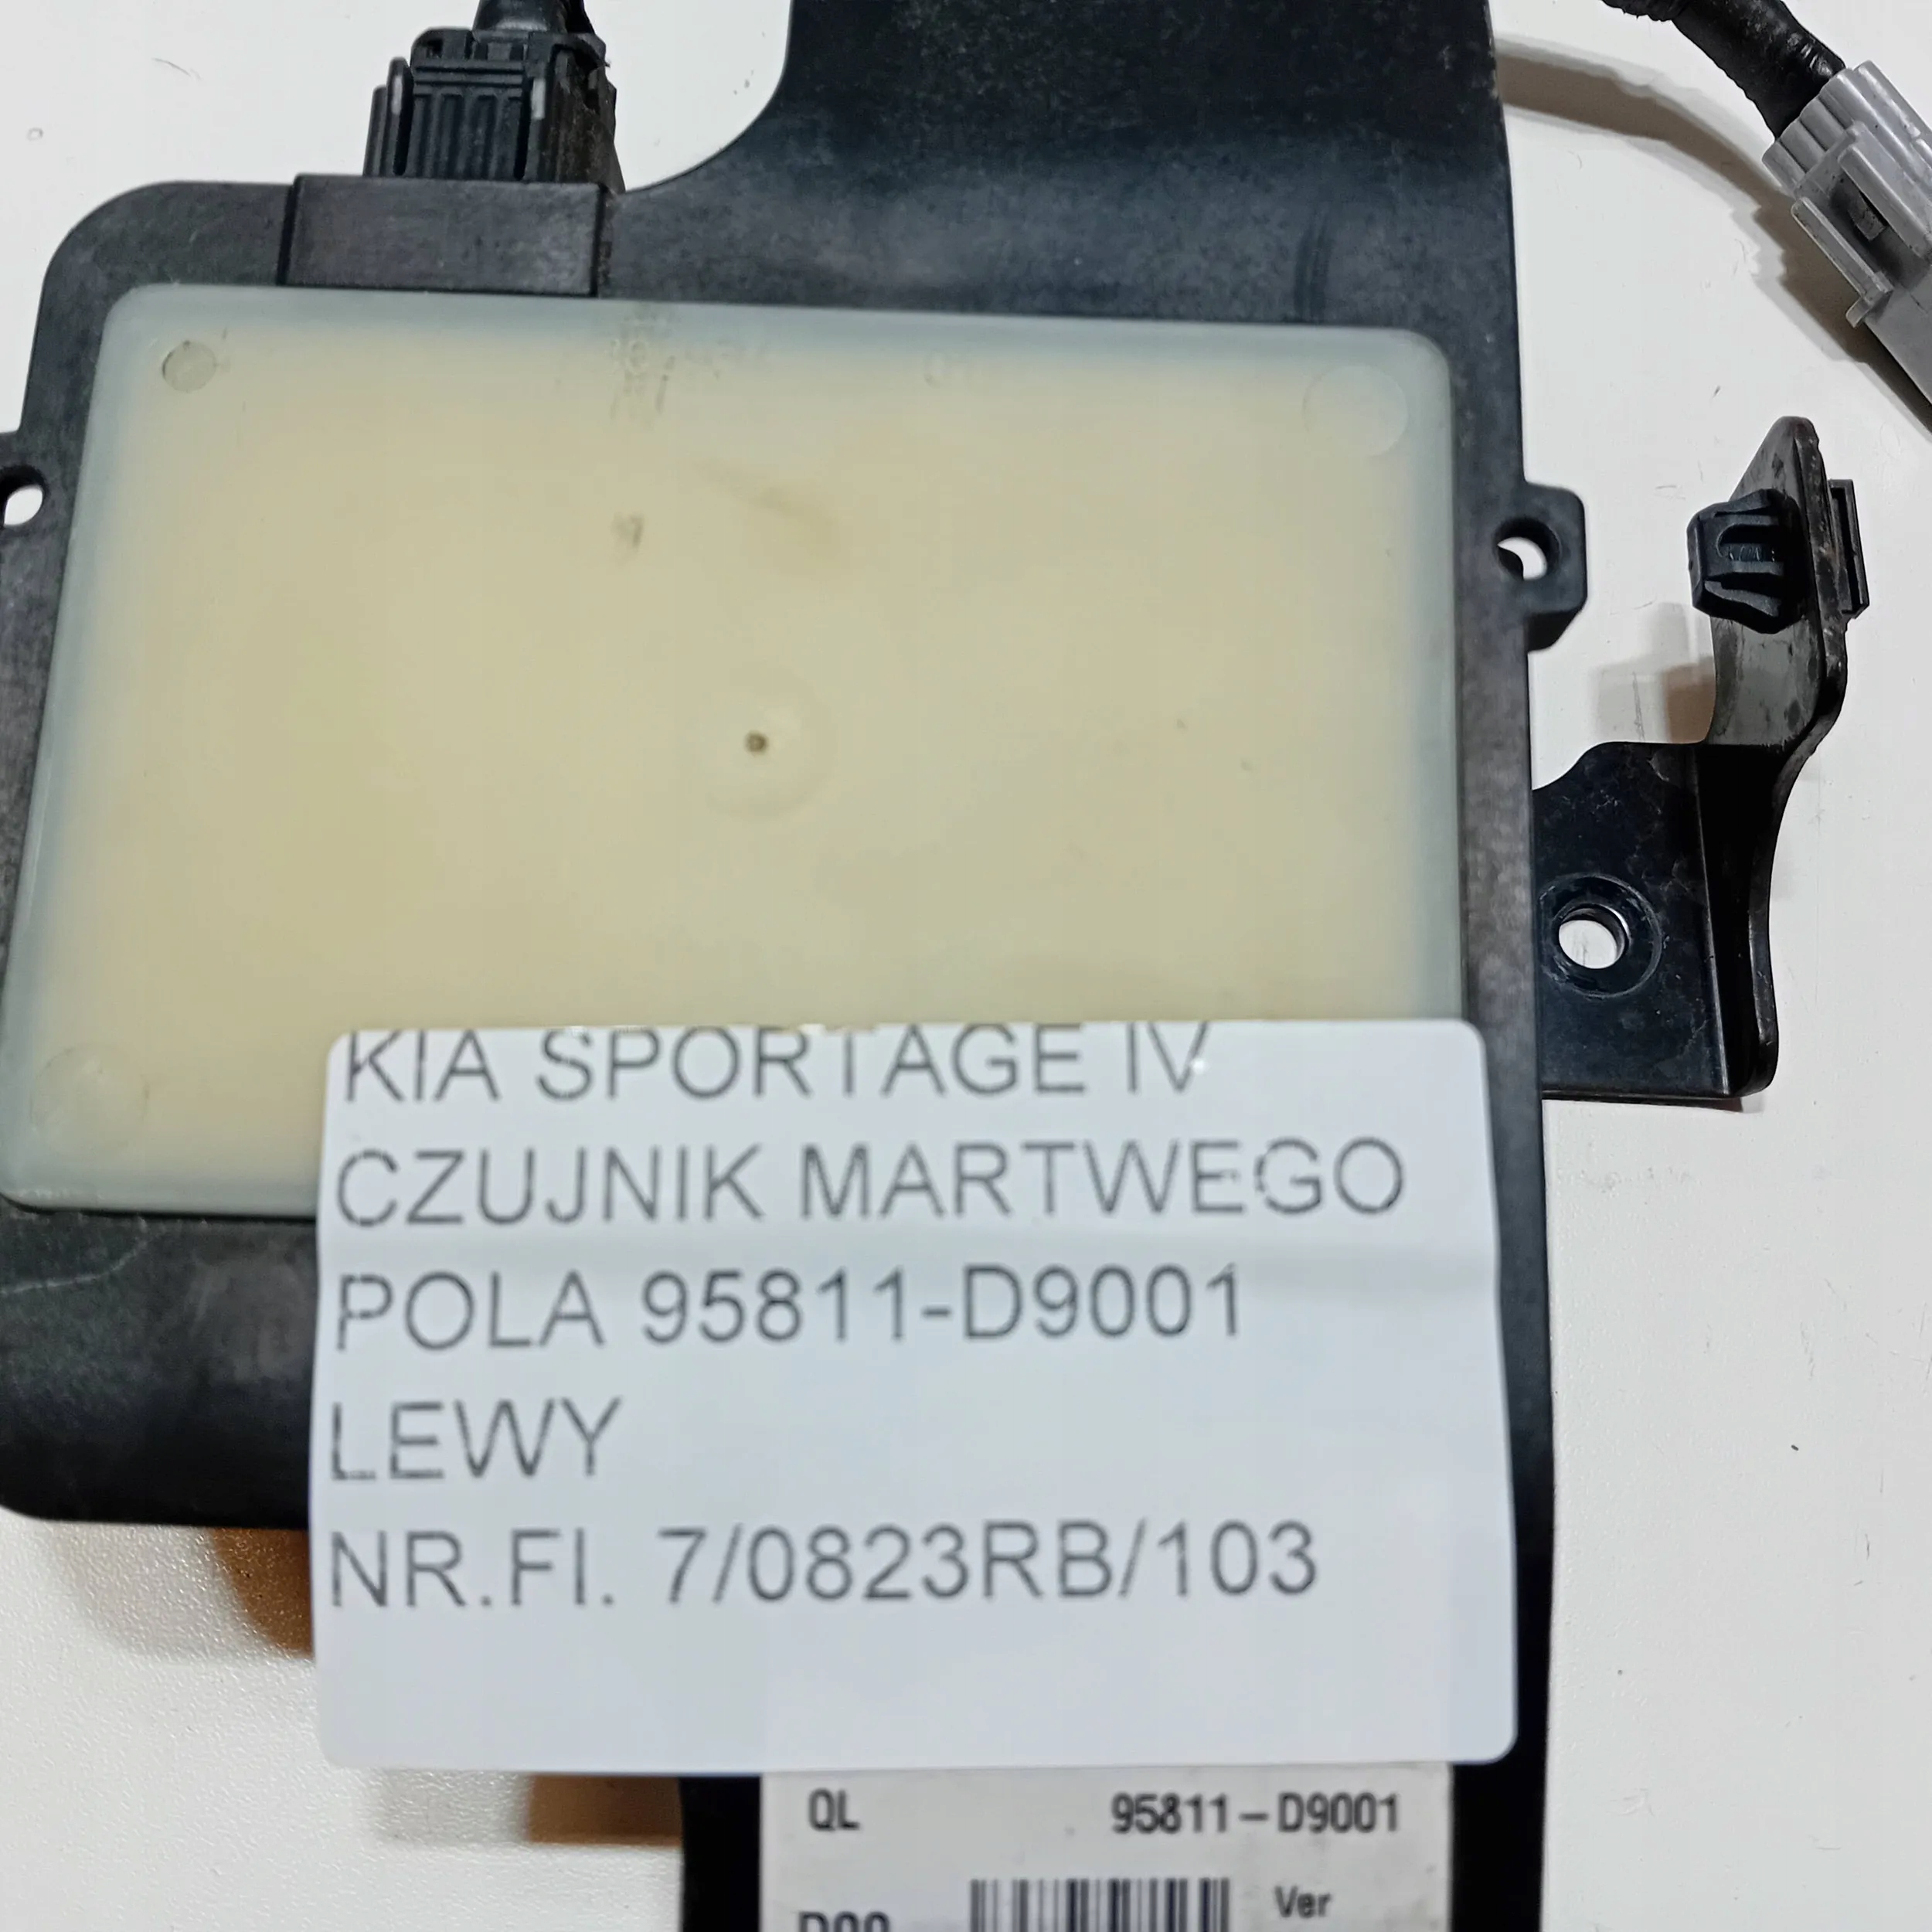 KIA SPORTAGE IV
CZUJNIK MARTWEGO
POLA 95811-D9001
LEWY
NR.FI. 7/0823RB/103
QL 95811-D9001
Ver